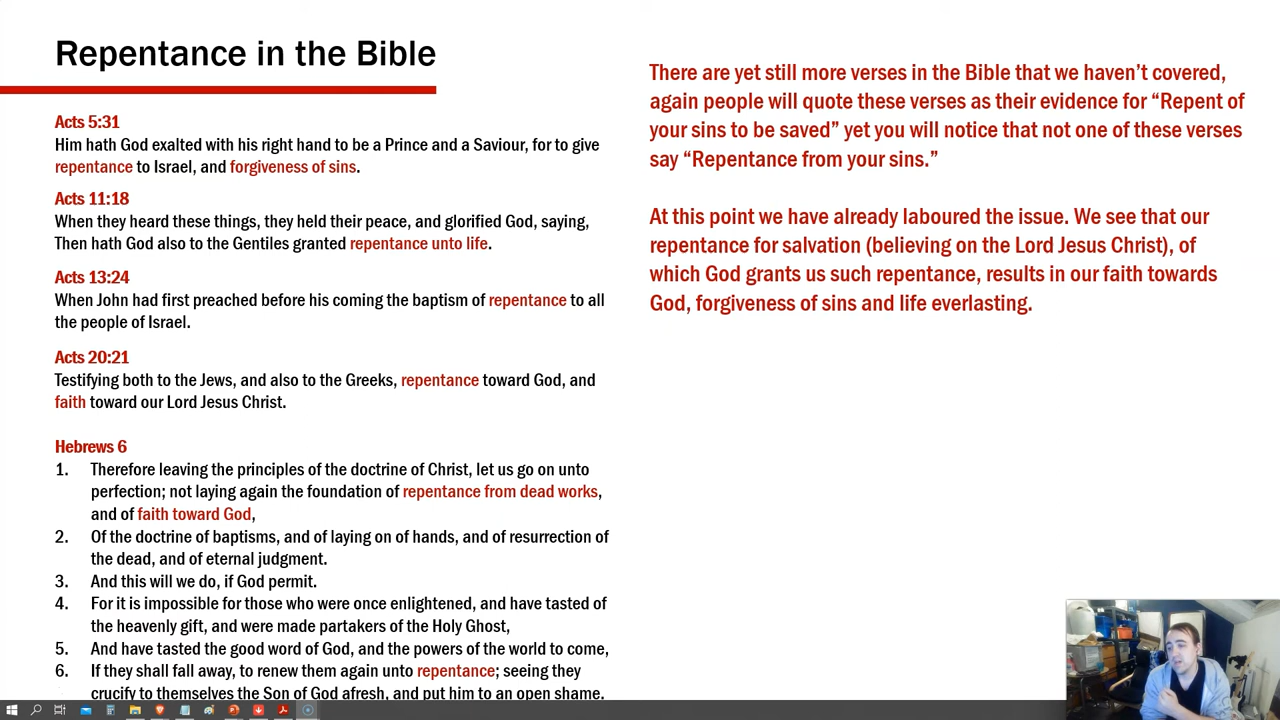 Repentance in the Bible
Acts 5:31
Him hath God exalted with his right hand to be a Prince and a Saviour, for to give
repentance to Israel, and forgiveness of sins.
Acts 11:18
When they heard these things, they held their peace, and glorified God, saying,
Then hath God also to the Gentiles granted repentance unto life.
Acts 13:24
When John had first preached before his coming the baptism of repentance to all
the people of Israel.
Acts 20:21
Testifying both to the Jews, and also to the Greeks, repentance toward God, and
faith toward our Lord Jesus Christ.
Hebrews 6
1. Therefore leaving the principles of the doctrine of Christ, let us go on unto
perfection; not laying again the foundation of repentance from dead works,
and of faith toward God,
2. Of the doctrine of baptisms, and of laying on of hands, and of resurrection of
the dead, and of eternal judgment.
3. And this will we do, if God permit.
4. For it is impossible for those who were once enlightened, and have tasted of
the heavenly gift, and were made partakers of the Holy Ghost,
5. And have tasted the good word of God, and the powers of the world to come,
6. If they shall fall away, to renew them again unto repentance; seeing they
crucify to themselves the Son of God afresh, and put him to an open shame.
There are yet still more verses in the Bible that we haven’t covered,
again people will quote these verses as their evidence for “Repent of
your sins to be saved” yet you will notice that not one of these verses
say “Repentance from your sins.”
At this point we have already laboured the issue. We see that our
repentance for salvation (believing on the Lord Jesus Christ), of
which God grants us such repentance, results in our faith towards
God, forgiveness of sins and life everlasting.